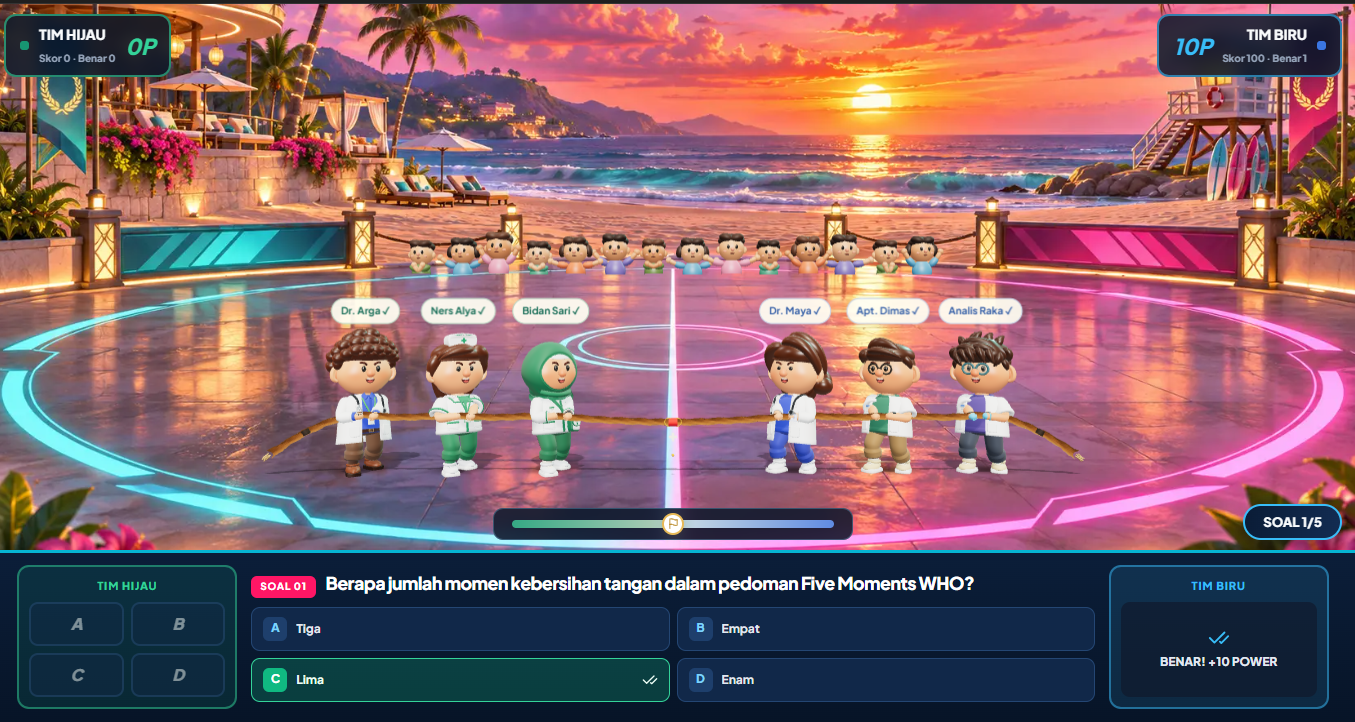 TIM HIJAU
Skor 0 · Benar 0
0P
10P
TIM BIRU
Skor 100 · Benar 1
Dr. Arga ✓
Ners Alya ✓
Bidan Sari ✓
Dr. Maya ✓
Apt. Dimas ✓
Analis Raka ✓
SOAL 1/5
TIM HIJAU
A
B
C
D
SOAL 01
Berapa jumlah momen kebersihan tangan dalam pedoman Five Moments WHO?
A Tiga
B Empat
C Lima
D Enam
TIM BIRU
BENAR! +10 POWER